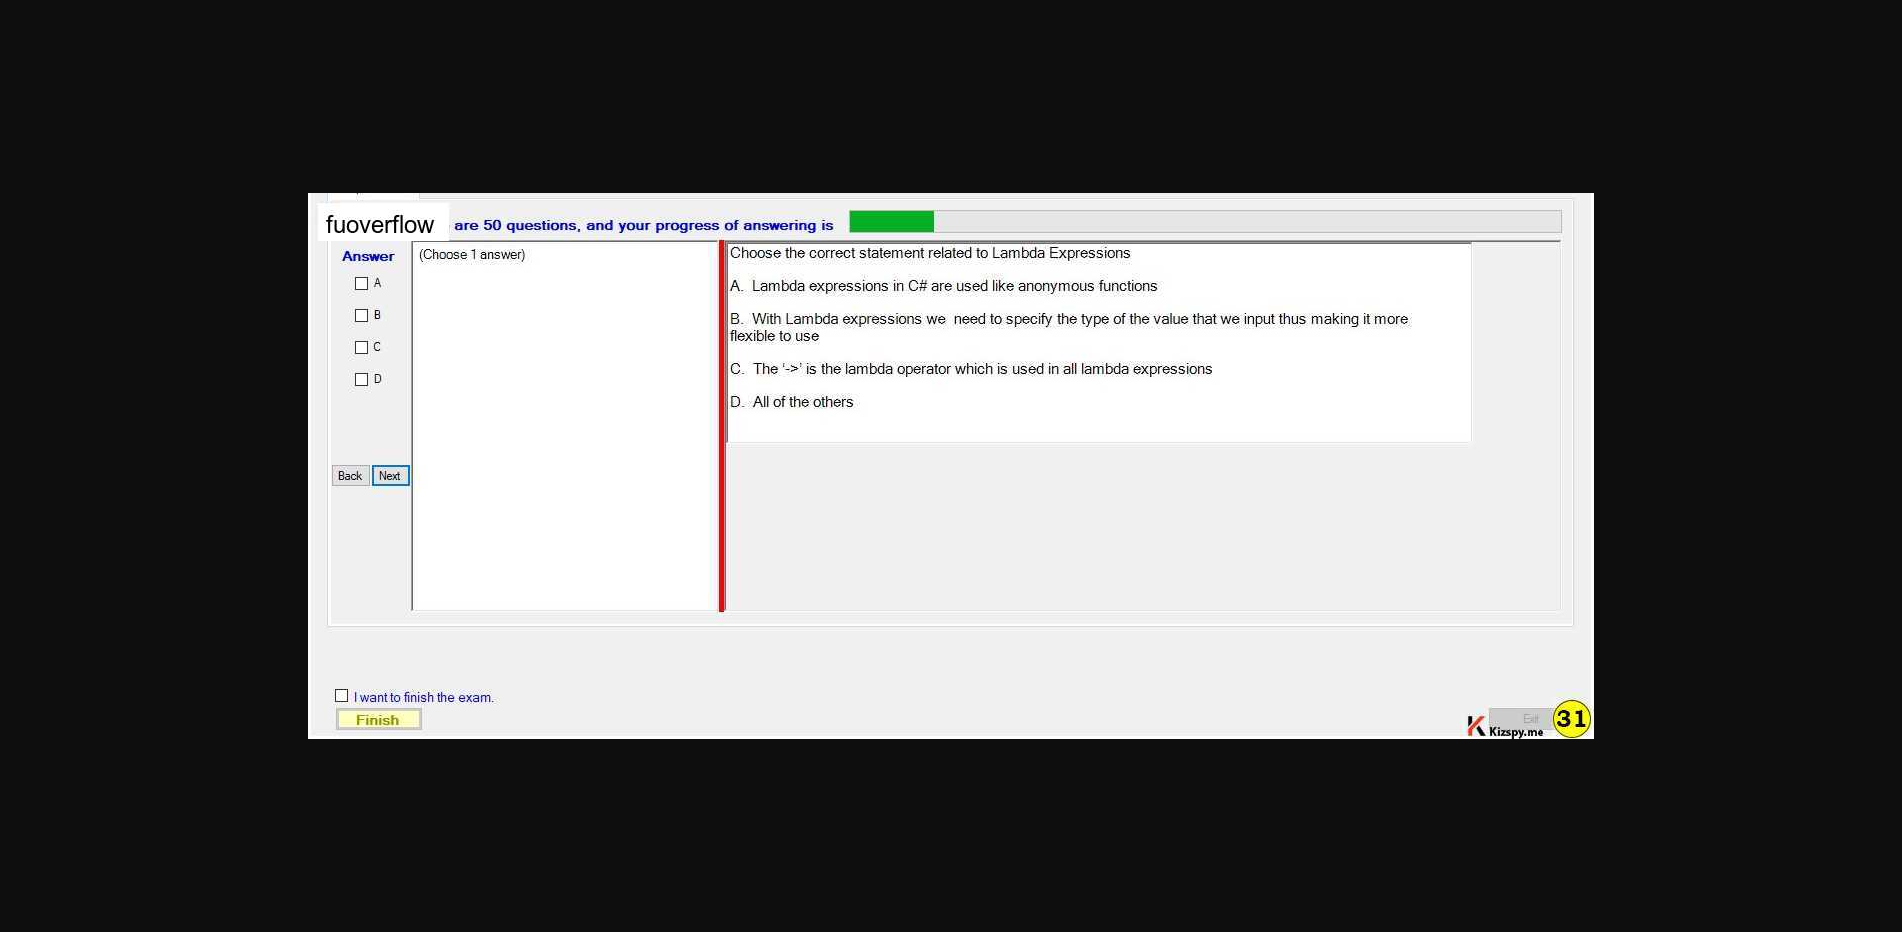 fuoverflow are 50 questions, and your progress of answering is
Answer
(Choose 1 answer)
A
B
C
D
Back Next
Choose the correct statement related to Lambda Expressions
A. Lambda expressions in C# are used like anonymous functions
B. With Lambda expressions we need to specify the type of the value that we input thus making it more
flexible to use
C. The ‘->’ is the lambda operator which is used in all lambda expressions
D. All of the others
I want to finish the exam.
Finish
Exit
Kizspy.me
31